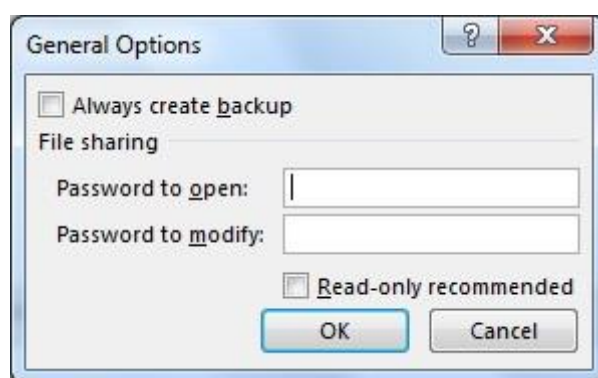 General Options
?
Always create backup
File sharing
Password to open:
Password to modify:
Read-only recommended
OK Cancel